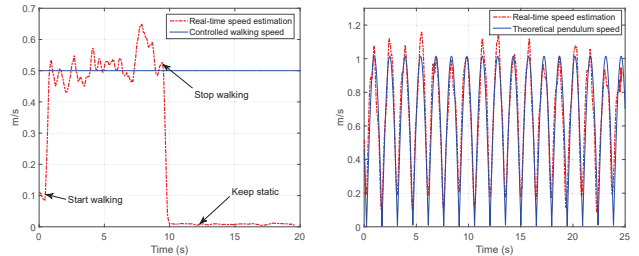 Real-time speed estimation
Controlled walking speed
0.7
0.6
0.5
0.4
0.3
0.2
0.1
0
m/s
Stop walking
Start walking
Keep static
0 5 10 15 20
Time (s)
Real-time speed estimation
Theoretical pendulum speed
1.4
1.2
1
0.8
0.6
0.4
0.2
0
m/s
0 5 10 15 20 25
Time (s)